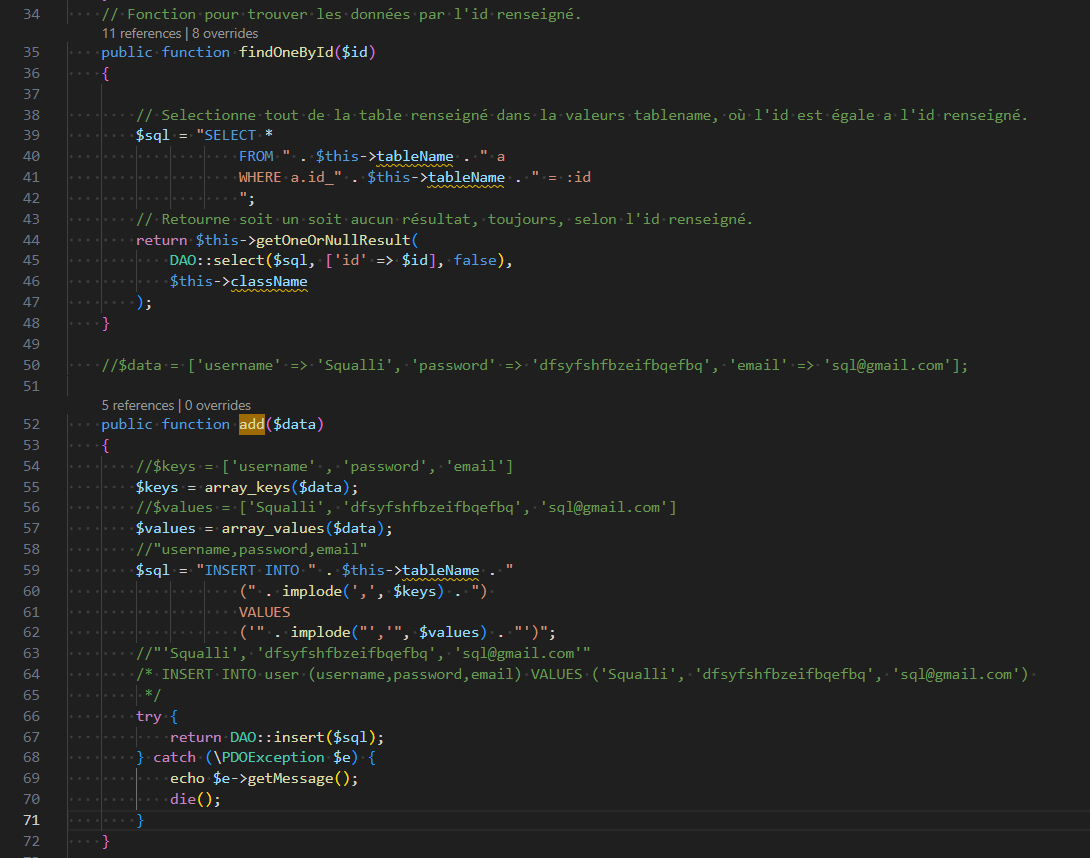 34 // Fonction pour trouver les données par l'id renseigné.
11 references | 8 overrides
35 public function findOneById($id)
36 {
37
38 // Selectionne tout de la table renseigné dans la valeurs tablename, où l'id est égale a l'id renseigné.
39 $sql = "SELECT *
40 FROM " . $this->tableName . " a
41 WHERE a.id_" . $this->tableName . " = :id
42 ";
43 // Retourne soit un soit aucun résultat, toujours, selon l'id renseigné.
44 return $this->getOneOrNullResult(
45 DAO::select($sql, ['id' => $id], false),
46 $this->className
47 );
48 }
49
50 //$data = ['username' => 'Squalli', 'password' => 'dfsyfshfbzeifbqefbq', 'email' => 'sql@gmail.com'];
51
5 references | 0 overrides
52 public function add($data)
53 {
54 //$keys = ['username' , 'password', 'email']
55 $keys = array_keys($data);
56 //$values = ['Squalli', 'dfsyfshfbzeifbqefbq', 'sql@gmail.com']
57 $values = array_values($data);
58 //"username,password,email"
59 $sql = "INSERT INTO " . $this->tableName . "
60 (" . implode(',', $keys) . ")
61 VALUES
62 ('" . implode("','", $values) . "')";
63 //"'Squalli', 'dfsyfshfbzeifbqefbq', 'sql@gmail.com'"
64 /* INSERT INTO user (username,password,email) VALUES ('Squalli', 'dfsyfshfbzeifbqefbq', 'sql@gmail.com')
65 */
66 try {
67 return DAO::insert($sql);
68 } catch (\PDOException $e) {
69 echo $e->getMessage();
70 die();
71 }
72 }